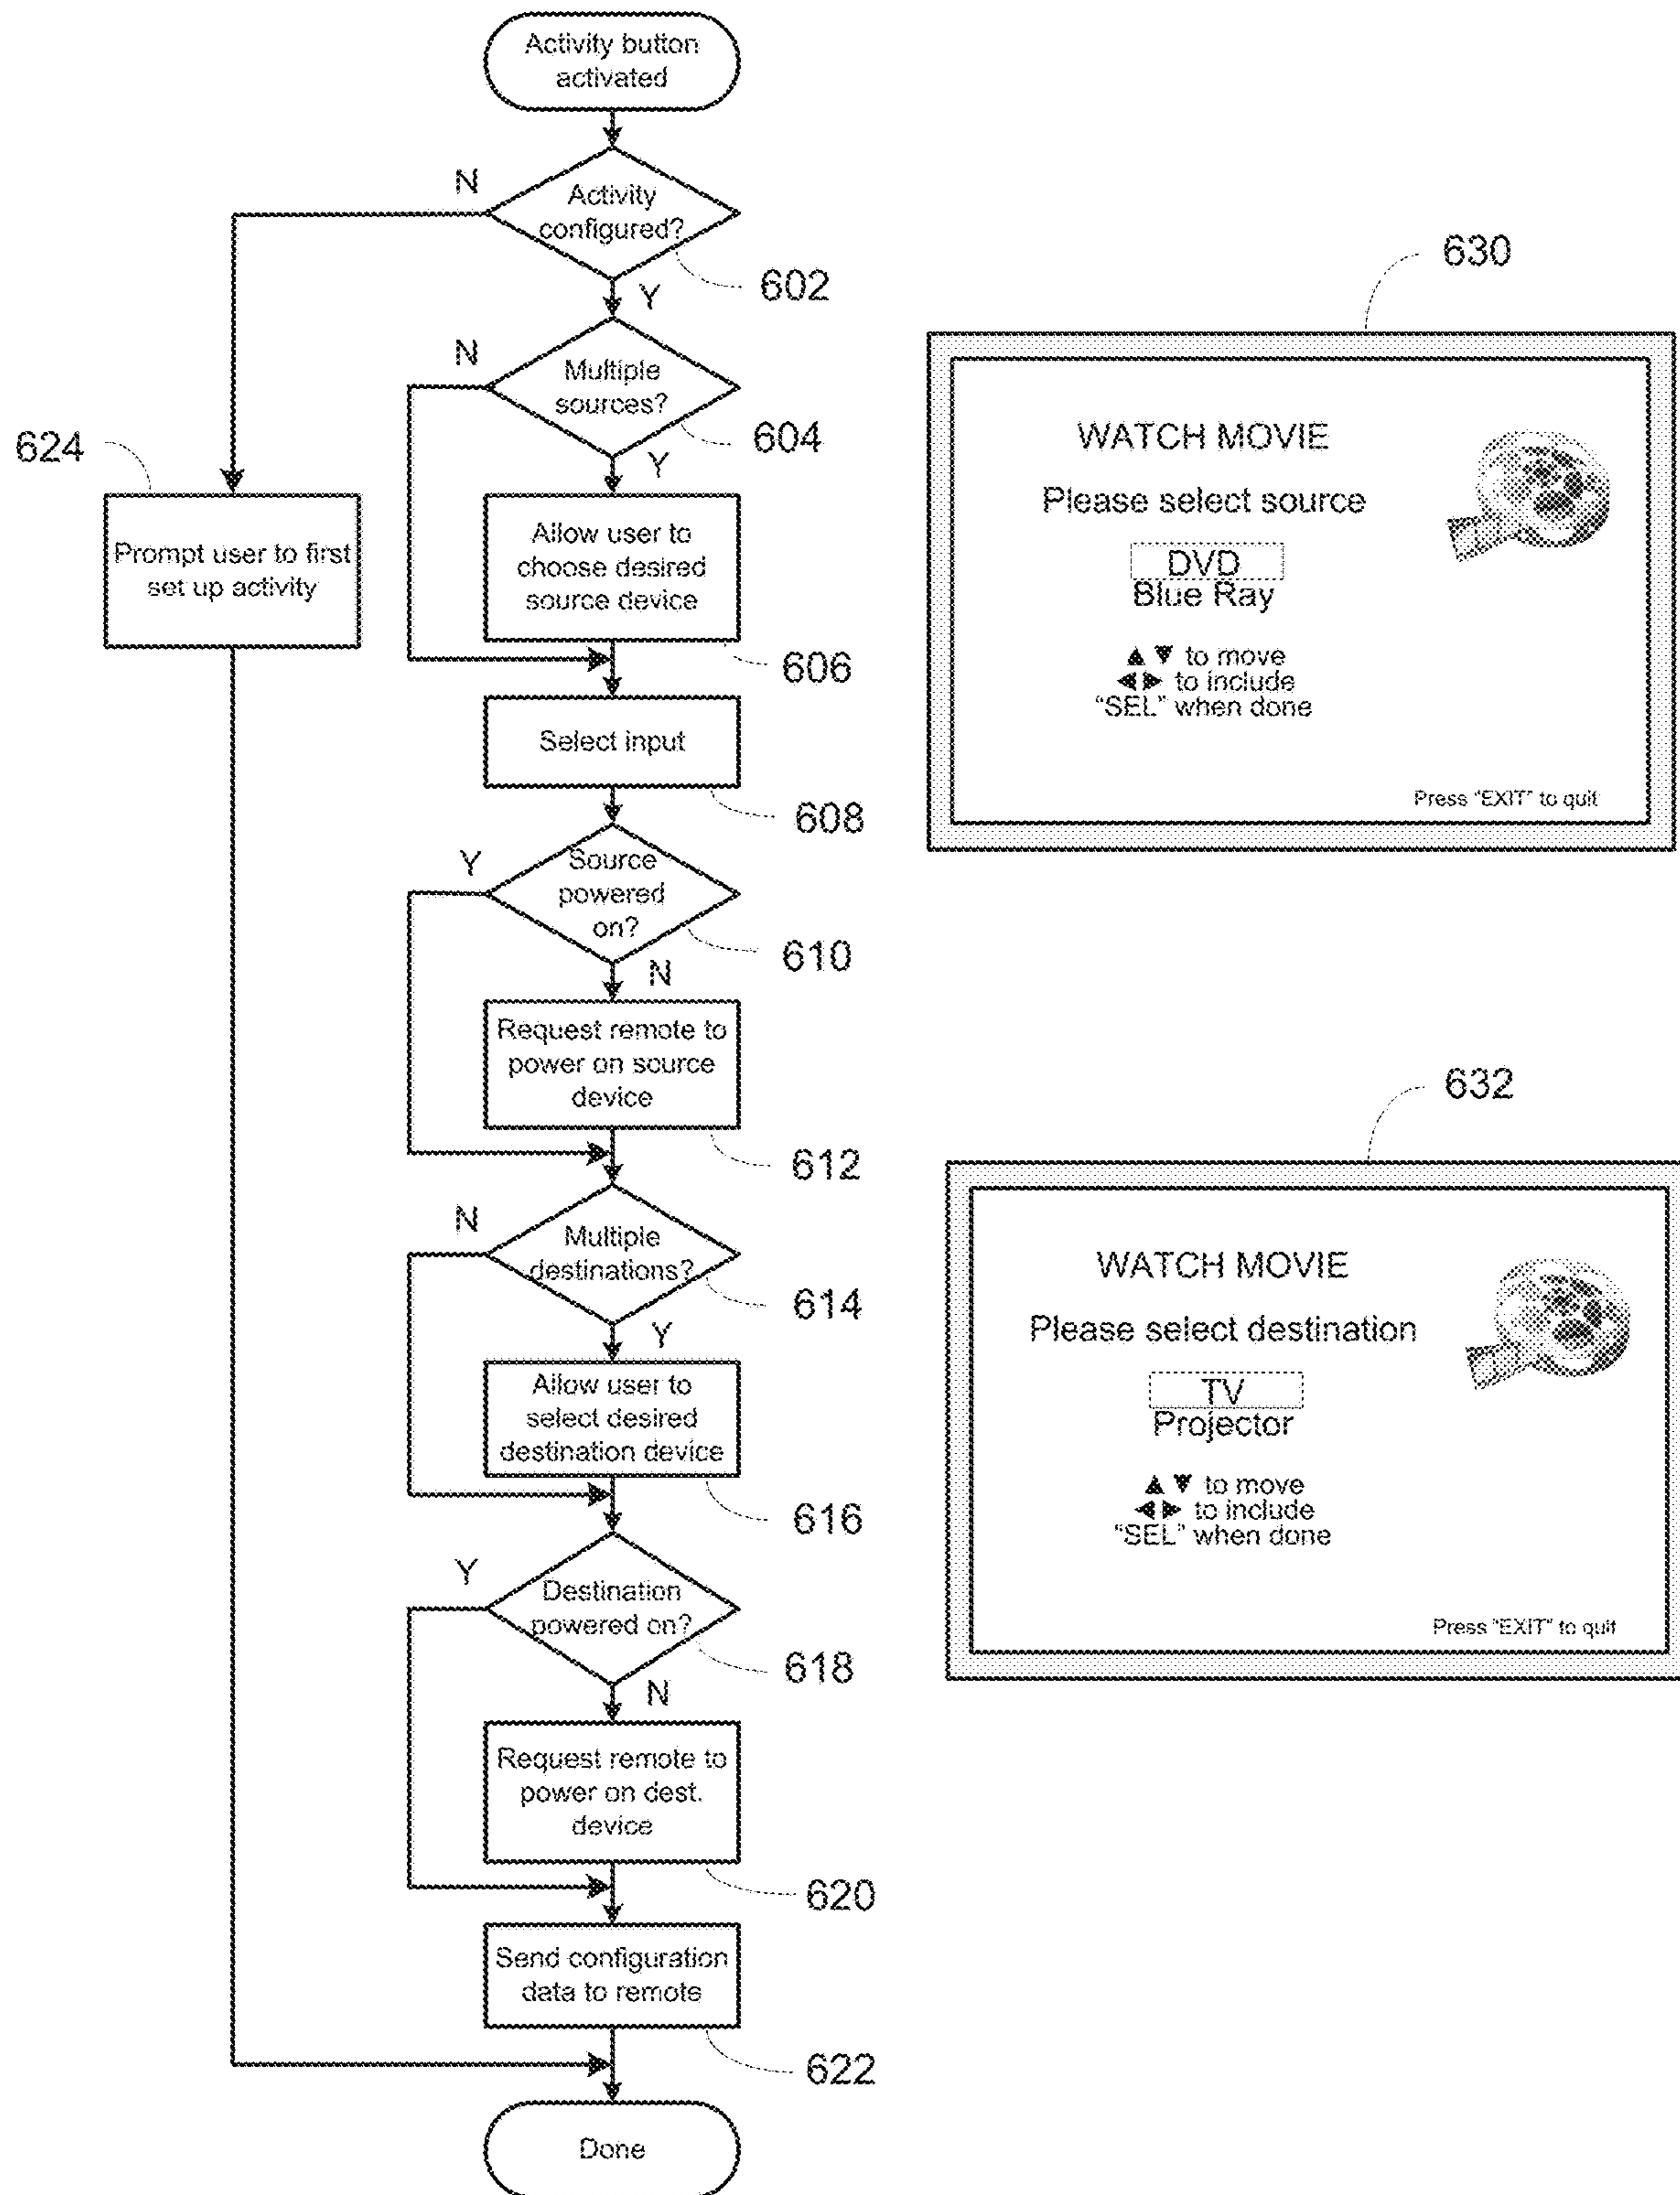 Activity button
activated
N
Activity
configured?
602
Y
N
Multiple
sources?
604
Y
624
Prompt user to first
set up activity
Allow user to
choose desired
source device
606
Select input
608
Y
Source
powered
on?
610
N
Request remote to
power on source
device
612
N
Multiple
destinations?
614
Y
Allow user to
select desired
destination device
616
Y
Destination
powered on?
618
N
Request remote to
power on dest.
device
620
Send configuration
data to remote
622
Done
630
WATCH MOVIE
Please select source
DVD
Blue Ray
▲ ▼ to move
◀ ▶ to include
"SEL" when done
Press "EXIT" to quit
632
WATCH MOVIE
Please select destination
TV
Projector
▲ ▼ to move
◀ ▶ to include
"SEL" when done
Press "EXIT" to quit